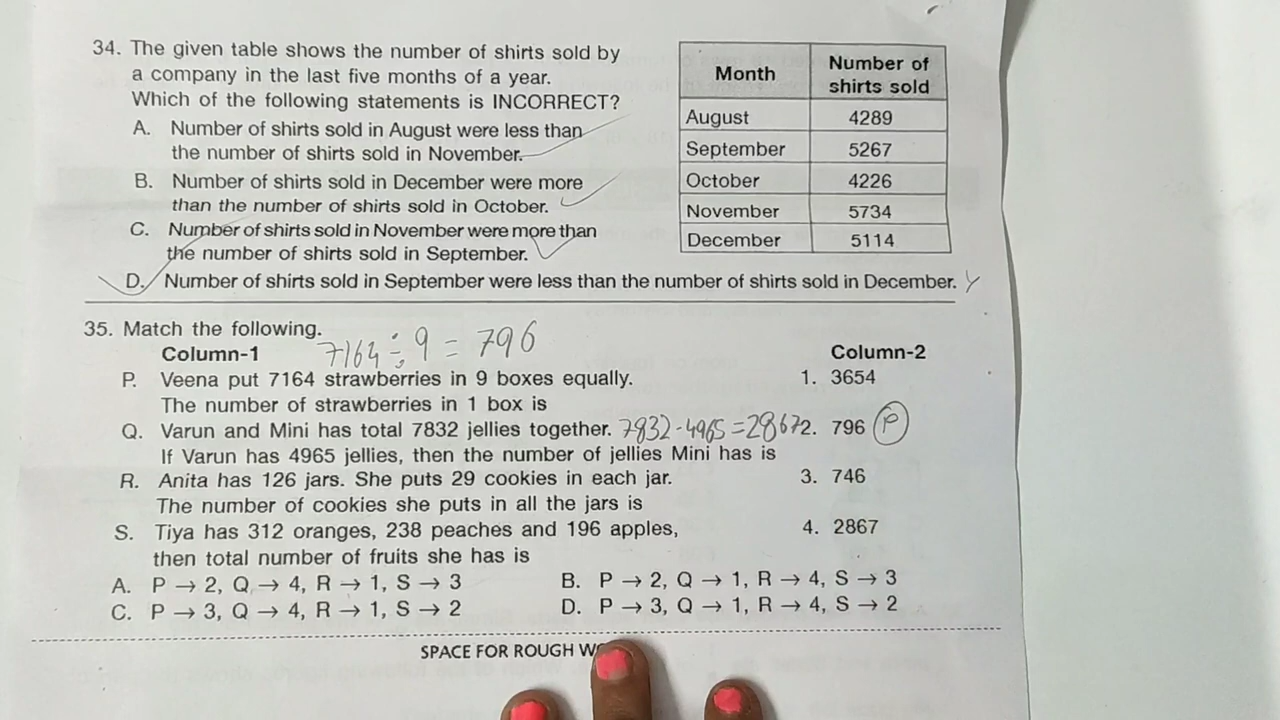 34. The given table shows the number of shirts sold by
a company in the last five months of a year.
Which of the following statements is INCORRECT?
A. Number of shirts sold in August were less than
the number of shirts sold in November.
B. Number of shirts sold in December were more
than the number of shirts sold in October.
C. Number of shirts sold in November were more than
the number of shirts sold in September.
D. Number of shirts sold in September were less than the number of shirts sold in December.
Month Number of shirts sold
August 4289
September 5267
October 4226
November 5734
December 5114
35. Match the following.
7164 ÷ 9 = 796
Column-1 Column-2
P. Veena put 7164 strawberries in 9 boxes equally. 1. 3654
The number of strawberries in 1 box is
Q. Varun and Mini has total 7832 jellies together. 7832-4965=2867 2. 796 P
If Varun has 4965 jellies, then the number of jellies Mini has is
R. Anita has 126 jars. She puts 29 cookies in each jar. 3. 746
The number of cookies she puts in all the jars is
S. Tiya has 312 oranges, 238 peaches and 196 apples, 4. 2867
then total number of fruits she has is
A. P → 2, Q → 4, R → 1, S → 3 B. P → 2, Q → 1, R → 4, S → 3
C. P → 3, Q → 4, R → 1, S → 2 D. P → 3, Q → 1, R → 4, S → 2
SPACE FOR ROUGH